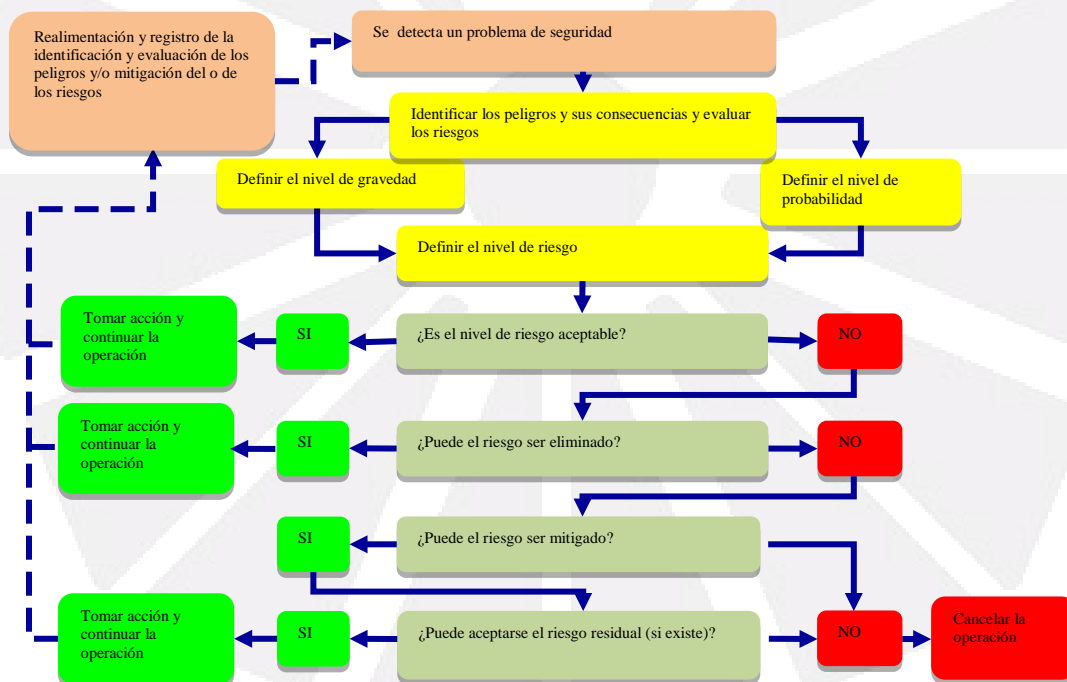 Realimentación y registro de la
identificación y evaluación de los
peligros y/o mitigación del o de
los riesgos
Se detecta un problema de seguridad
Identificar los peligros y sus consecuencias y evaluar
los riesgos
Definir el nivel de gravedad
Definir el nivel de
probabilidad
Definir el nivel de riesgo
Tomar acción y
continuar la
operación
SI
¿Es el nivel de riesgo aceptable?
NO
Tomar acción y
continuar la
operación
SI
¿Puede el riesgo ser eliminado?
NO
SI
¿Puede el riesgo ser mitigado?
Tomar acción y
continuar la
operación
SI
¿Puede aceptarse el riesgo residual (si existe)?
NO
Cancelar la
operación